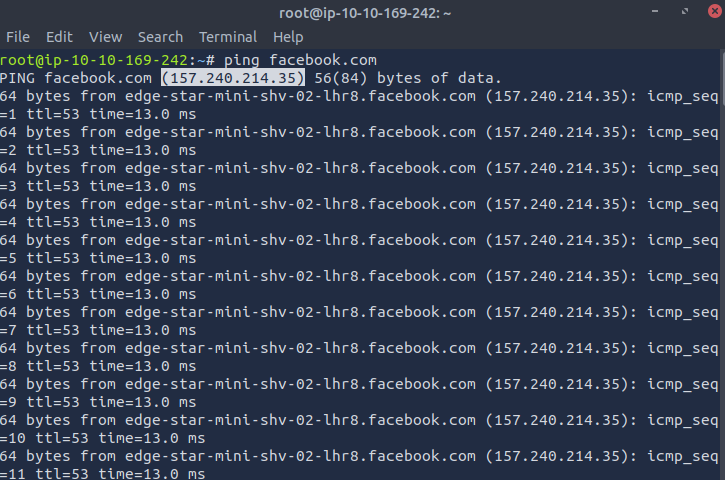 root@ip-10-10-169-242: ~
File Edit View Search Terminal Help
root@ip-10-10-169-242:~# ping facebook.com
PING facebook.com (157.240.214.35) 56(84) bytes of data.
64 bytes from edge-star-mini-shv-02-lhr8.facebook.com (157.240.214.35): icmp_seq
=1 ttl=53 time=13.0 ms
64 bytes from edge-star-mini-shv-02-lhr8.facebook.com (157.240.214.35): icmp_seq
=2 ttl=53 time=13.0 ms
64 bytes from edge-star-mini-shv-02-lhr8.facebook.com (157.240.214.35): icmp_seq
=3 ttl=53 time=13.0 ms
64 bytes from edge-star-mini-shv-02-lhr8.facebook.com (157.240.214.35): icmp_seq
=4 ttl=53 time=13.0 ms
64 bytes from edge-star-mini-shv-02-lhr8.facebook.com (157.240.214.35): icmp_seq
=5 ttl=53 time=13.0 ms
64 bytes from edge-star-mini-shv-02-lhr8.facebook.com (157.240.214.35): icmp_seq
=6 ttl=53 time=13.0 ms
64 bytes from edge-star-mini-shv-02-lhr8.facebook.com (157.240.214.35): icmp_seq
=7 ttl=53 time=13.0 ms
64 bytes from edge-star-mini-shv-02-lhr8.facebook.com (157.240.214.35): icmp_seq
=8 ttl=53 time=13.0 ms
64 bytes from edge-star-mini-shv-02-lhr8.facebook.com (157.240.214.35): icmp_seq
=9 ttl=53 time=13.0 ms
64 bytes from edge-star-mini-shv-02-lhr8.facebook.com (157.240.214.35): icmp_seq
=10 ttl=53 time=13.0 ms
64 bytes from edge-star-mini-shv-02-lhr8.facebook.com (157.240.214.35): icmp_seq
=11 ttl=53 time=13.0 ms